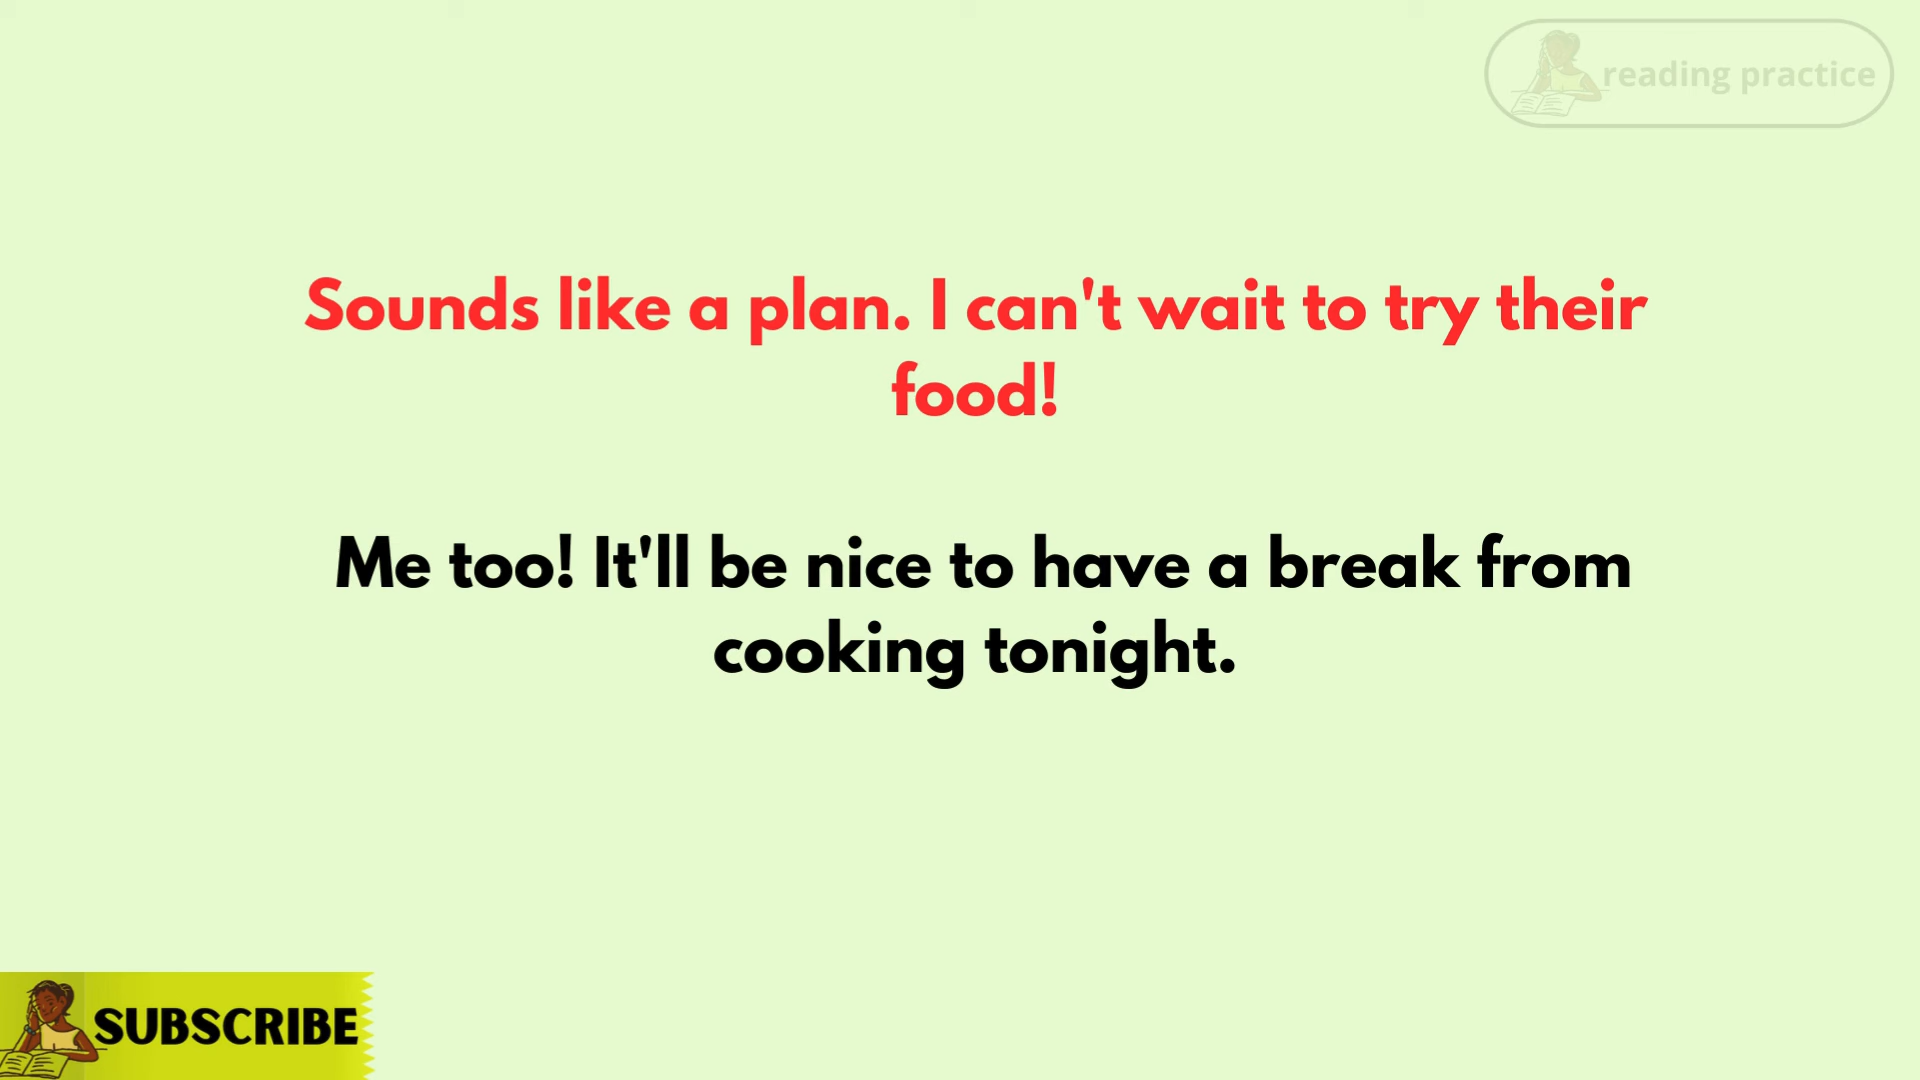 reading practice
Sounds like a plan. I can't wait to try their
food!
Me too! It'll be nice to have a break from
cooking tonight.
SUBSCRIBE